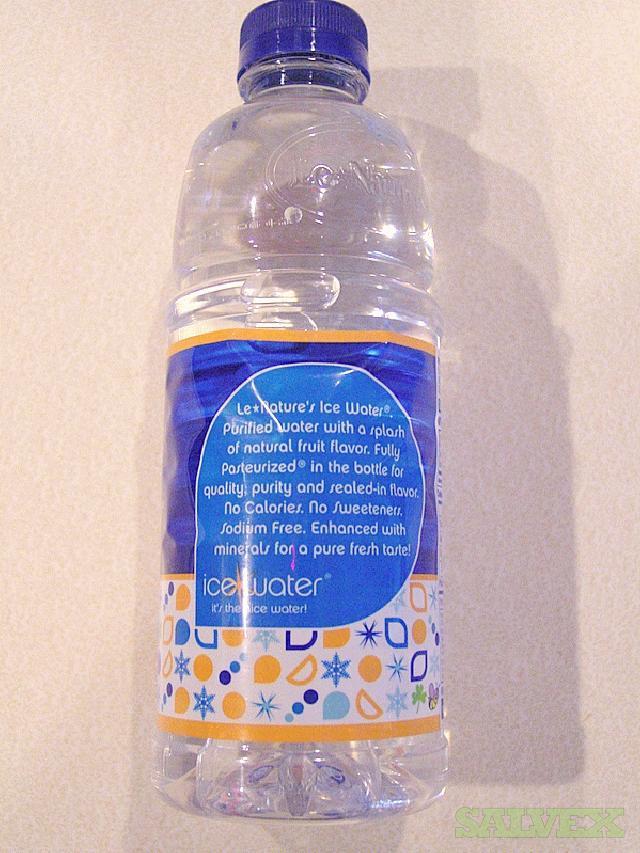 Le★Nature's Ice Water®.
Purified water with a splash
of natural fruit flavor. Fully
Pasteurized® in the bottle for
quality, purity and sealed-in flavor.
No Calories. No Sweeteners.
Sodium Free. Enhanced with
minerals for a pure fresh taste!
ice★water®
it's the nice water!
SALVEX